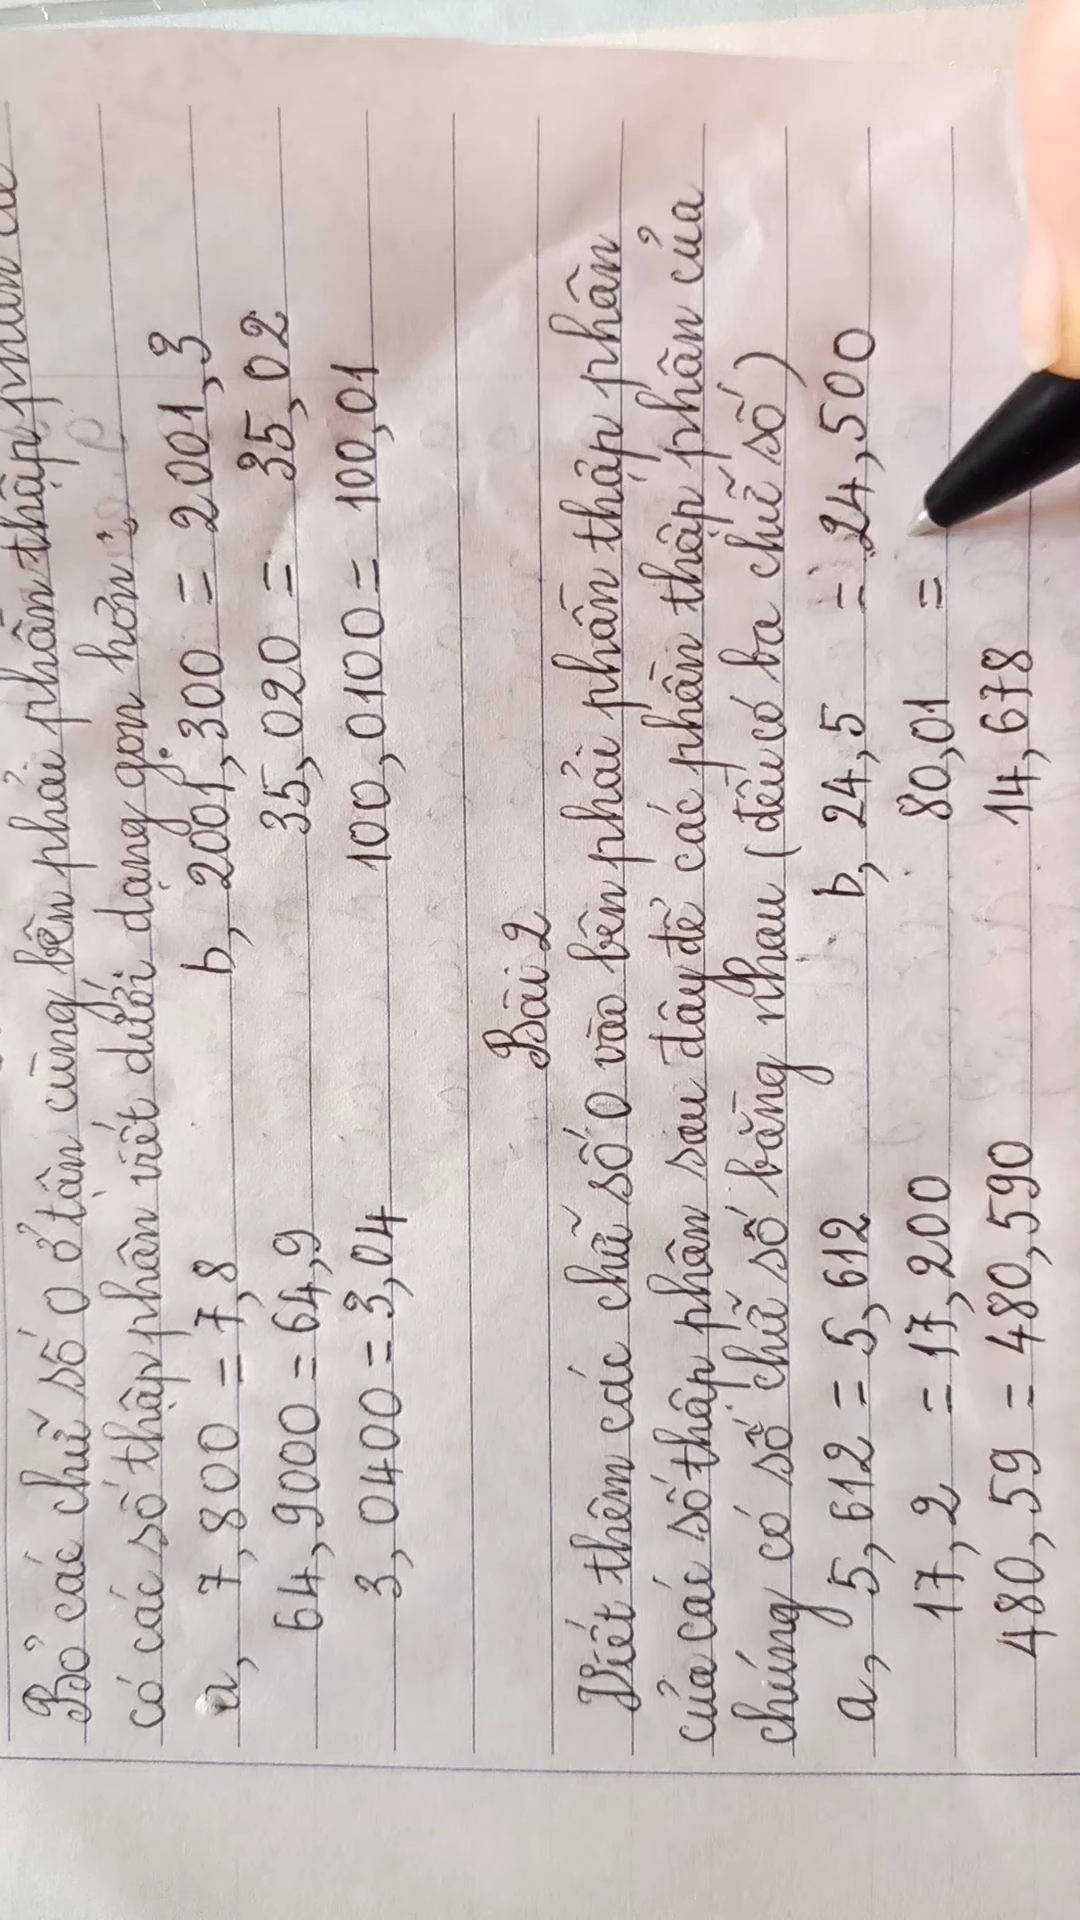 Bỏ các chữ số 0 ở tận cùng bên phải phần thập phân để
có các số thập phân viết dưới dạng gọn hơn:
a, 7,800 = 7,8 b, 2001,300 = 2001,3
64,9000 = 64,9 35,020 = 35,02
3,0400 = 3,04 100,0100 = 100,01
Bài 2
Viết thêm các chữ số 0 vào bên phải phần thập phân
của các số thập phân sau đây để các phần thập phân của
chúng có số chữ số bằng nhau (đều có ba chữ số)
a, 5,612 = 5,612 b, 24,5 = 24,500
17,2 = 17,200 80,01 =
480,59 = 480,590 14,678